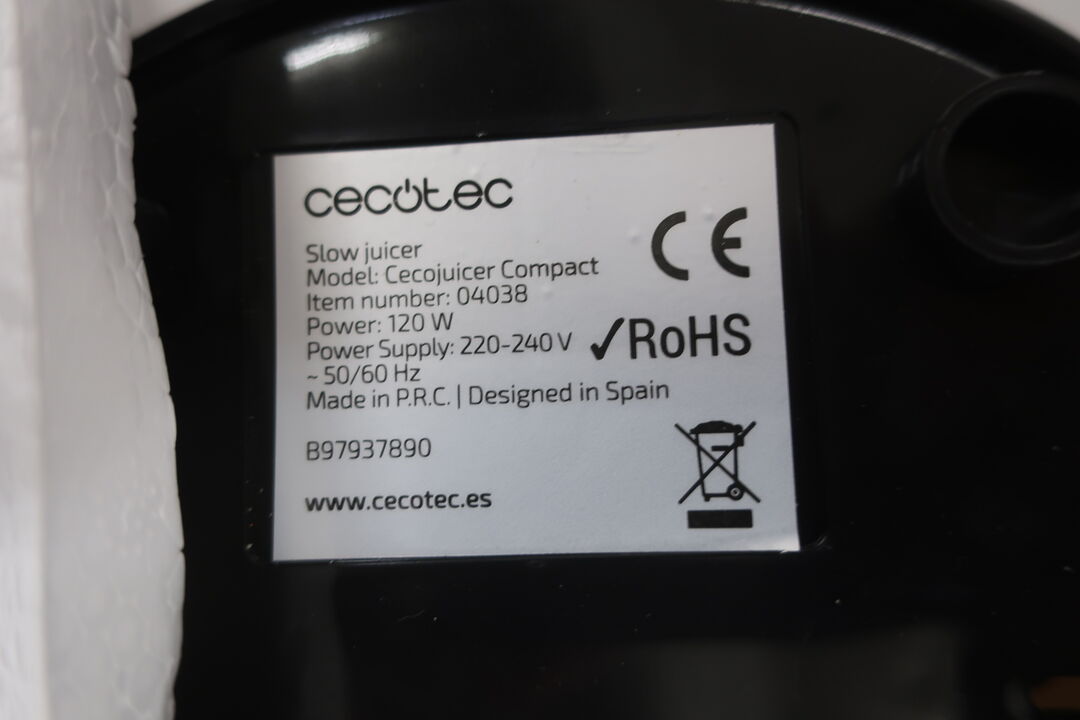 cecotec
Slow juicer
Model: Cecojuicer Compact
Item number: 04038
Power: 120 W
Power Supply: 220-240 V
~ 50/60 Hz
Made in P.R.C. | Designed in Spain
B97937890
www.cecotec.es
CE
✓RoHS